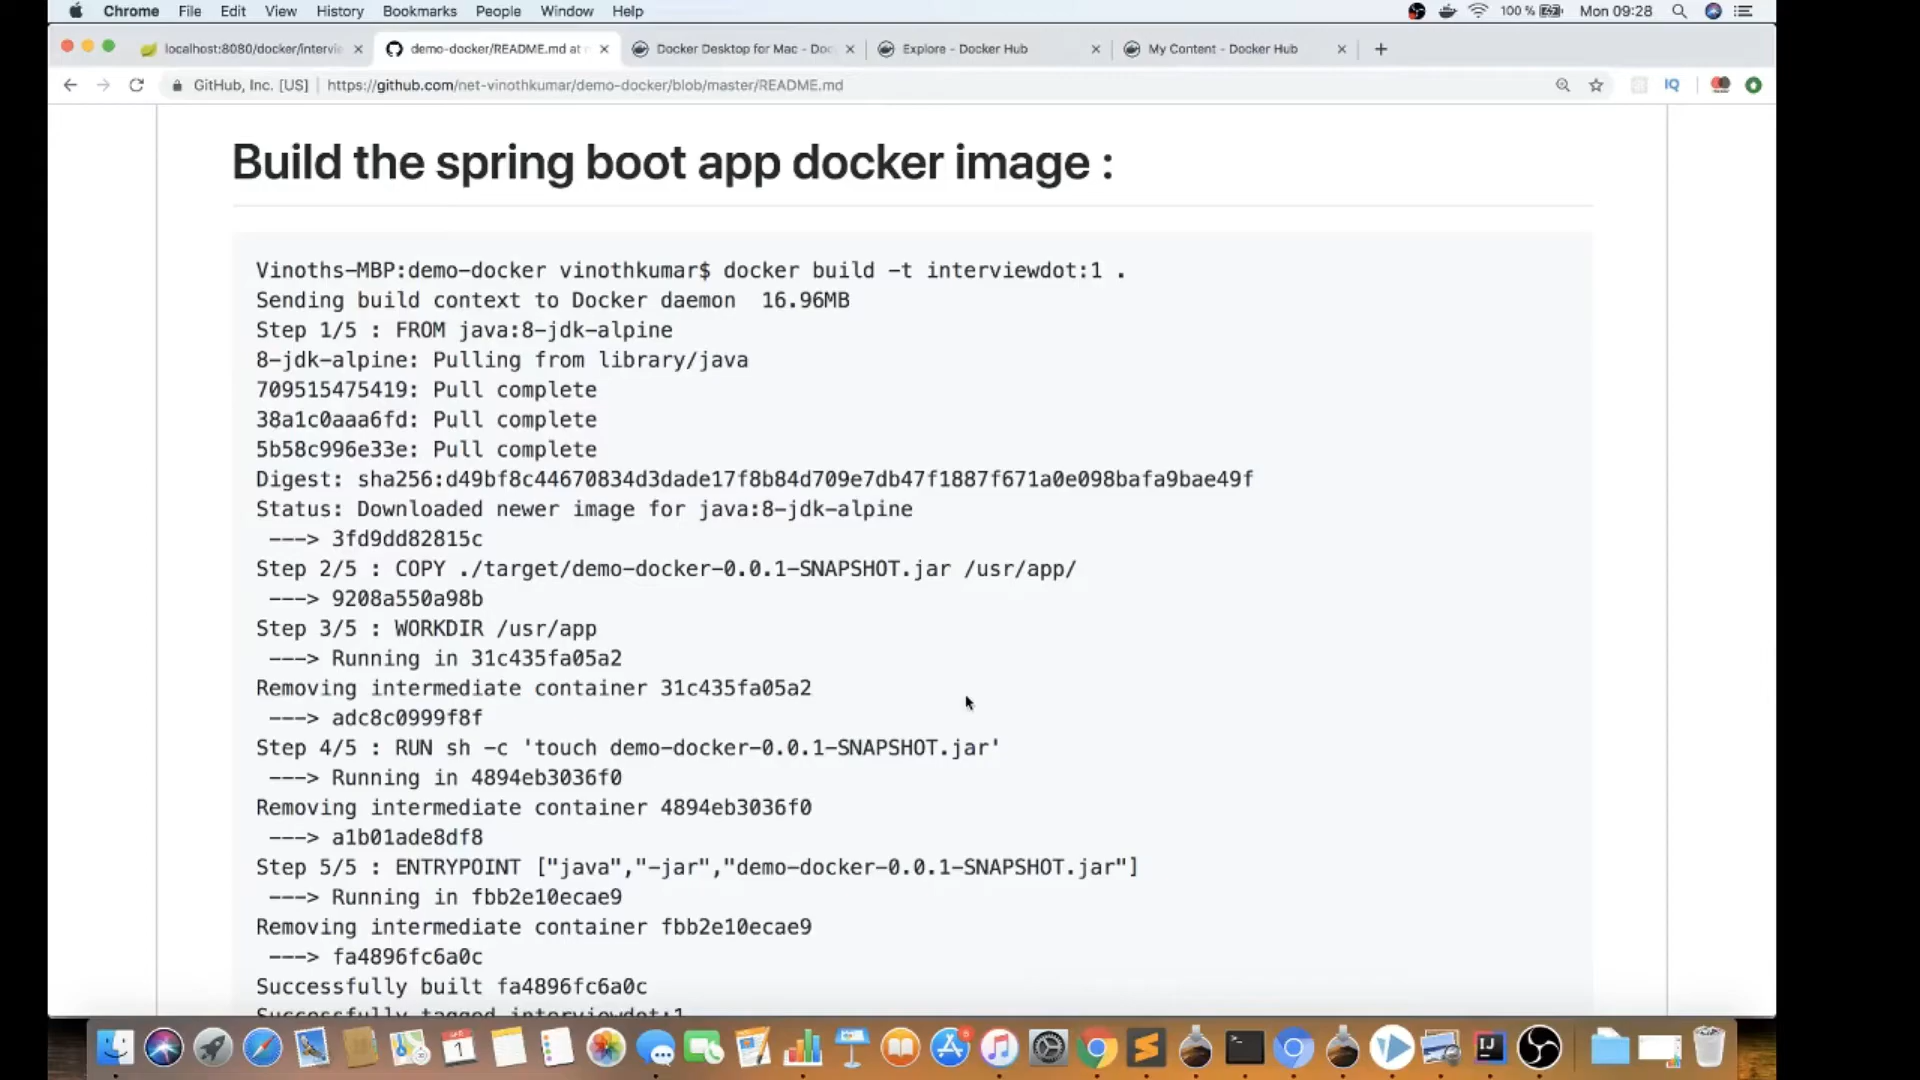 Chrome File Edit View History Bookmarks People Window Help 100 % Mon 09:28
localhost:8080/docker/intervie demo-docker/README.md at Docker Desktop for Mac - Doc Explore - Docker Hub My Content - Docker Hub
GitHub, Inc. [US] https://github.com/net-vinothkumar/demo-docker/blob/master/README.md IQ
Build the spring boot app docker image :
Vinoths-MBP:demo-docker vinothkumar$ docker build -t interviewdot:1 .
Sending build context to Docker daemon  16.96MB
Step 1/5 : FROM java:8-jdk-alpine
8-jdk-alpine: Pulling from library/java
709515475419: Pull complete
38a1c0aaa6fd: Pull complete
5b58c996e33e: Pull complete
Digest: sha256:d49bf8c44670834d3dade17f8b84d709e7db47f1887f671a0e098bafa9bae49f
Status: Downloaded newer image for java:8-jdk-alpine
---> 3fd9dd82815c
Step 2/5 : COPY ./target/demo-docker-0.0.1-SNAPSHOT.jar /usr/app/
---> 9208a550a98b
Step 3/5 : WORKDIR /usr/app
---> Running in 31c435fa05a2
Removing intermediate container 31c435fa05a2
---> adc8c0999f8f
Step 4/5 : RUN sh -c 'touch demo-docker-0.0.1-SNAPSHOT.jar'
---> Running in 4894eb3036f0
Removing intermediate container 4894eb3036f0
---> a1b01ade8df8
Step 5/5 : ENTRYPOINT ["java","-jar","demo-docker-0.0.1-SNAPSHOT.jar"]
---> Running in fbb2e10ecae9
Removing intermediate container fbb2e10ecae9
---> fa4896fc6a0c
Successfully built fa4896fc6a0c
Successfully tagged interviewdot:1